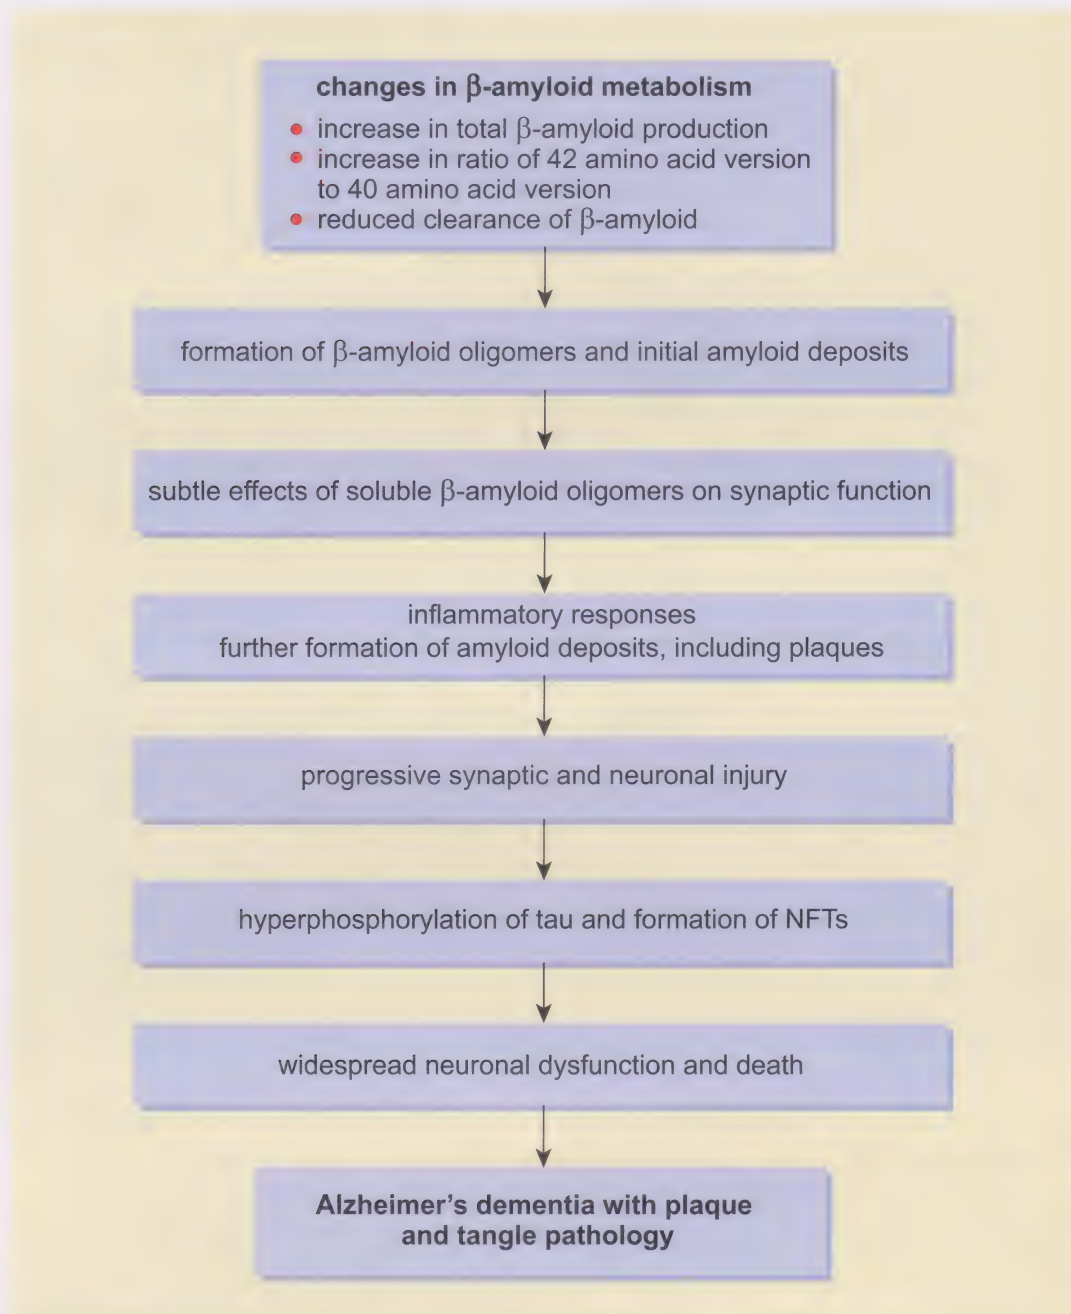 changes in β-amyloid metabolism
• increase in total β-amyloid production
• increase in ratio of 42 amino acid version
to 40 amino acid version
• reduced clearance of β-amyloid
formation of β-amyloid oligomers and initial amyloid deposits
subtle effects of soluble β-amyloid oligomers on synaptic function
inflammatory responses
further formation of amyloid deposits, including plaques
progressive synaptic and neuronal injury
hyperphosphorylation of tau and formation of NFTs
widespread neuronal dysfunction and death
Alzheimer's dementia with plaque
and tangle pathology